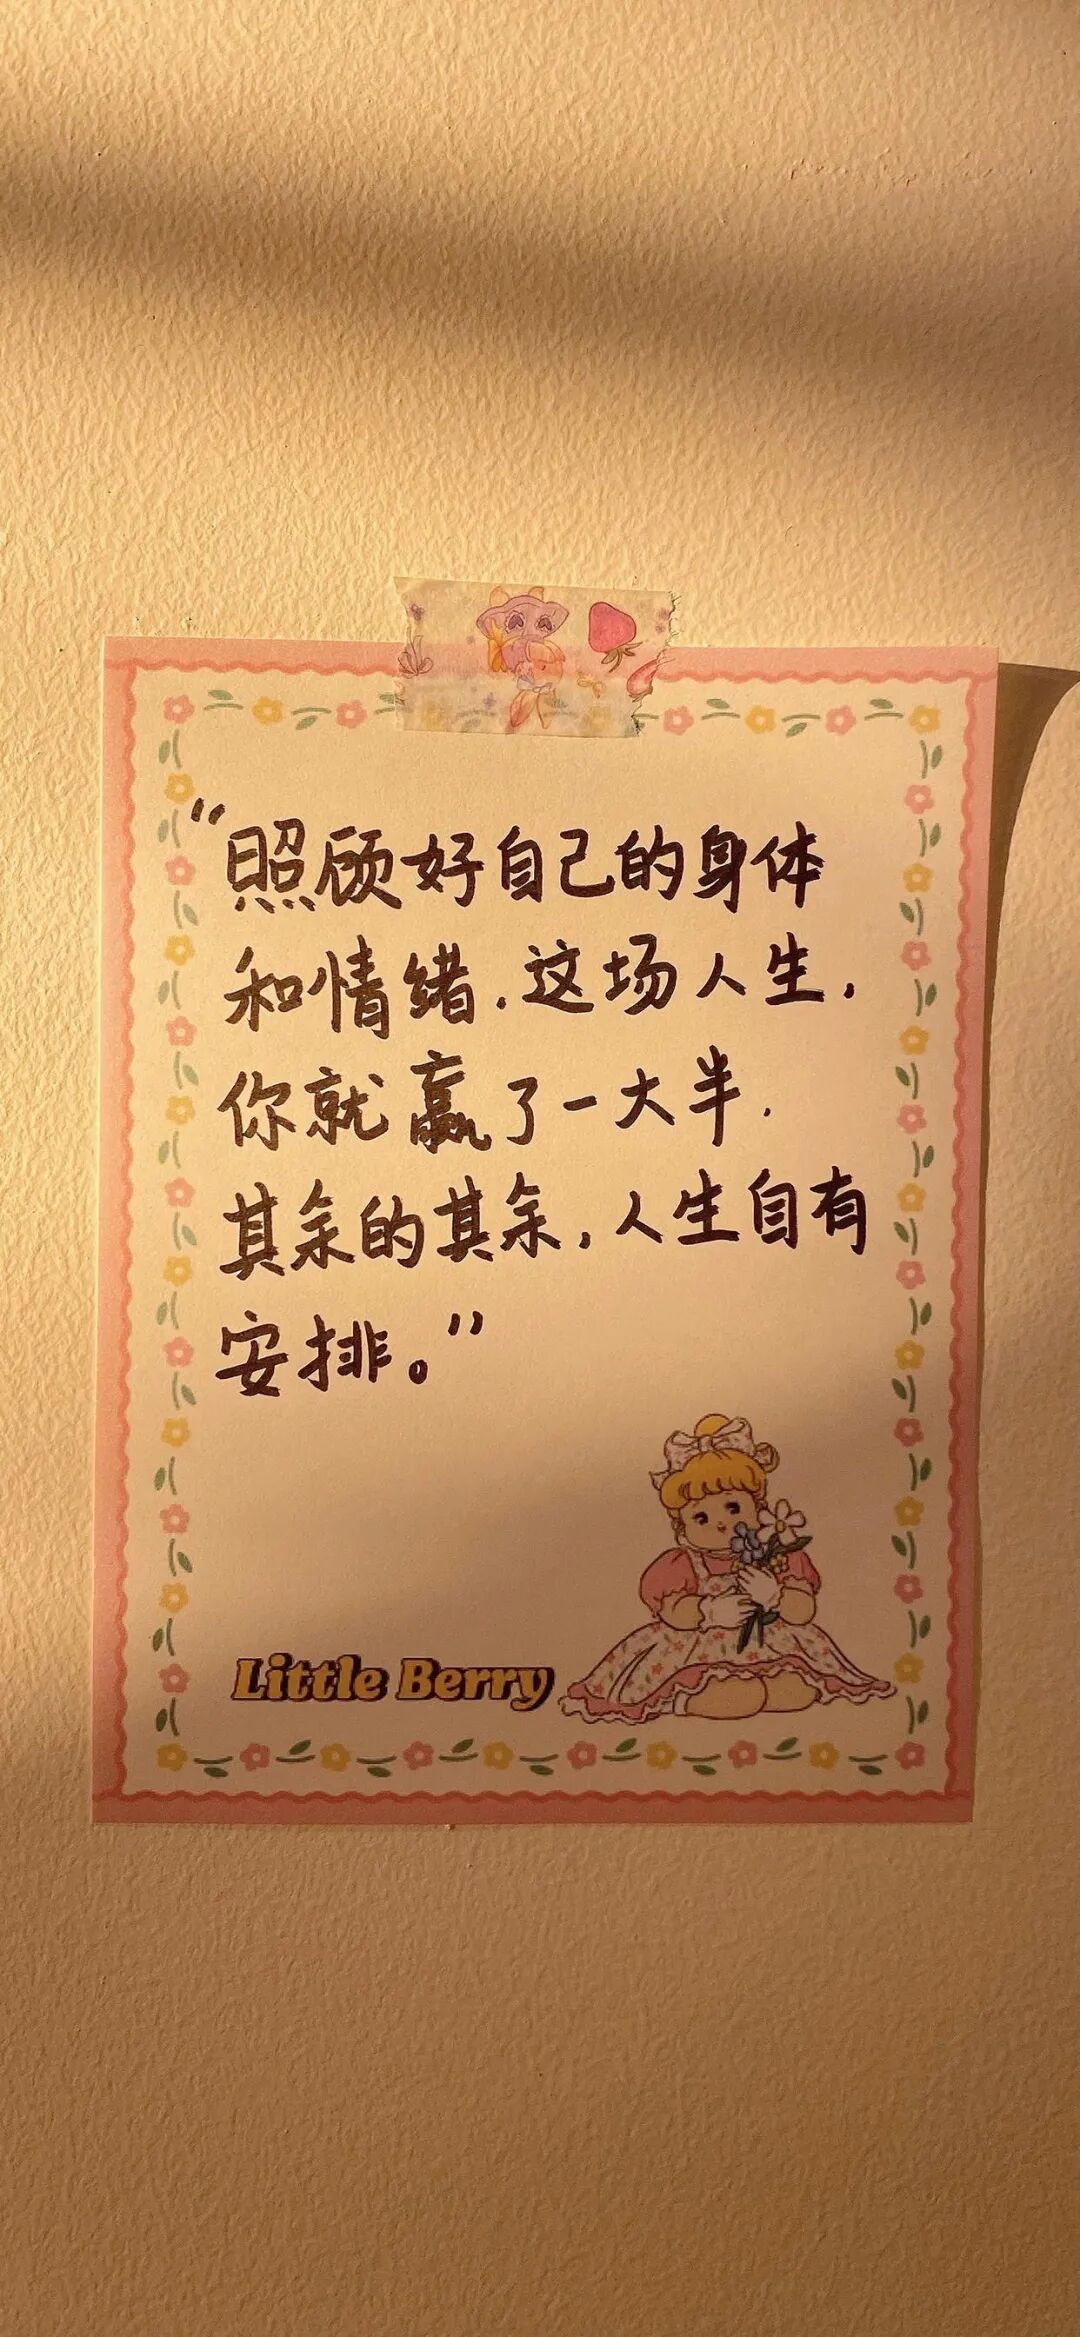 “照顾好自己的身体
和情绪，这场人生，
你就赢了一大半．
其余的其余，人生自有
安排。”
Little Berry